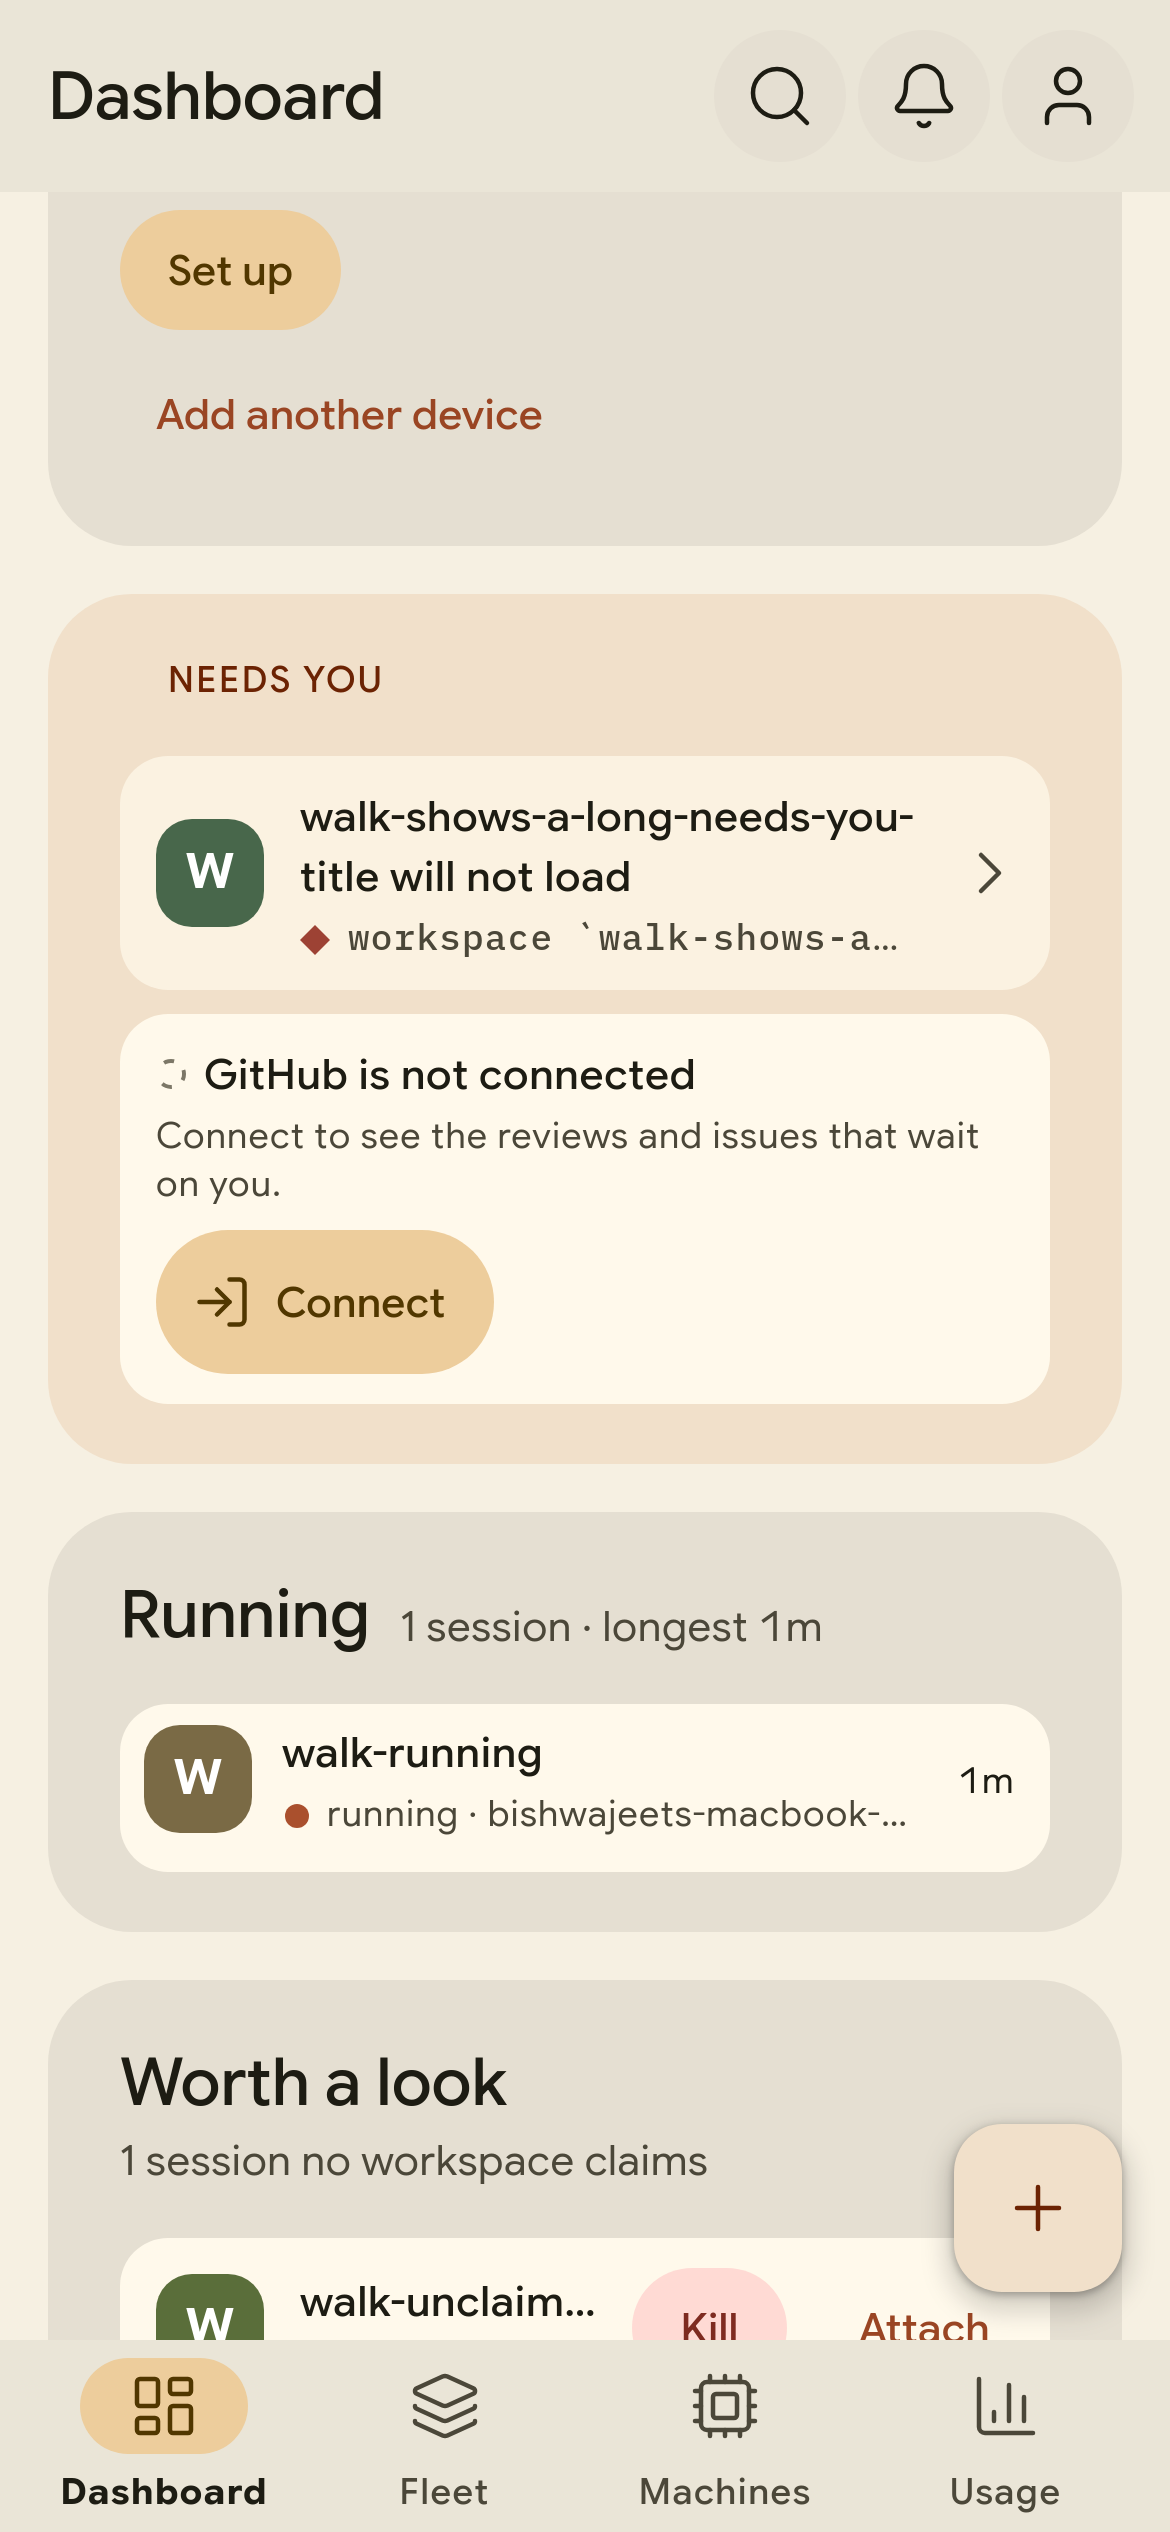 Dashboard
Set up
Add another device
NEEDS YOU
W
walk-shows-a-long-needs-you-
title will not load
workspace `walk-shows-a…
GitHub is not connected
Connect to see the reviews and issues that wait
on you.
Connect
Running 1 session · longest 1m
W
walk-running
running · bishwajeets-macbook-…
1m
Worth a look
1 session no workspace claims
W
walk-unclaim… Kill Attach
Dashboard Fleet Machines Usage